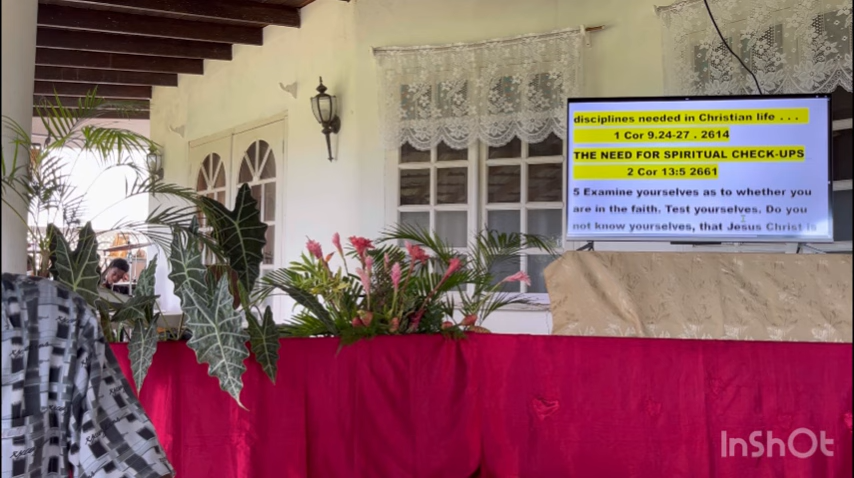 disciplines needed in Christian life . . .
1 Cor 9.24-27 . 2614
THE NEED FOR SPIRITUAL CHECK-UPS
2 Cor 13:5 2661
5 Examine yourselves as to whether you
are in the faith. Test yourselves. Do you
not know yourselves, that Jesus Christ is
InShOt